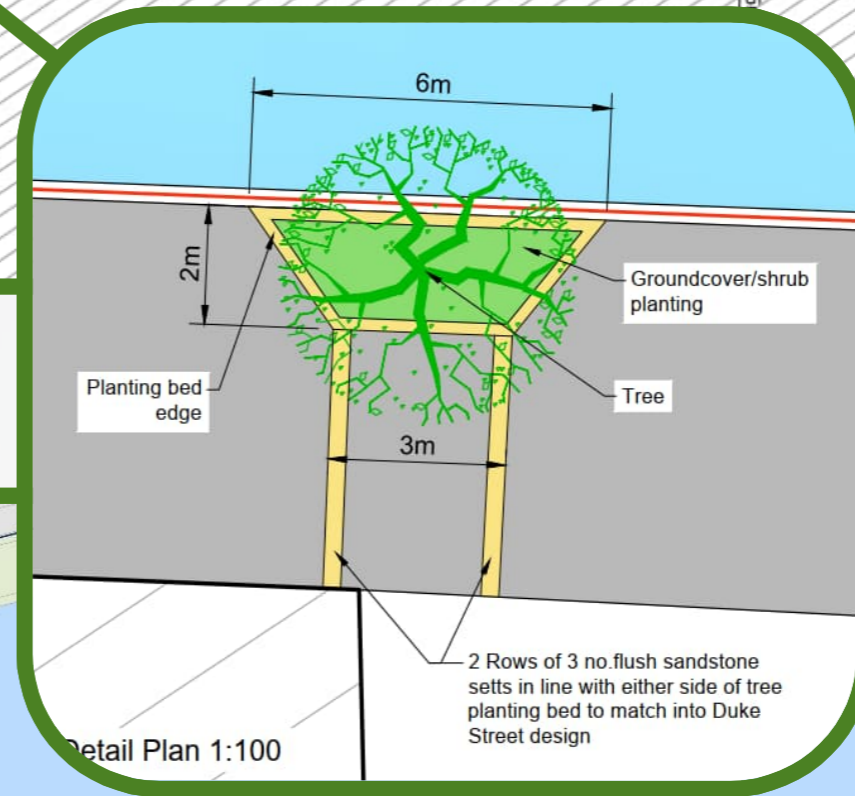 6m
2m
Groundcover/shrub
planting
Planting bed
edge
Tree
3m
2 Rows of 3 no.flush sandstone
setts in line with either side of tree
planting bed to match into Duke
Street design
Detail Plan 1:100